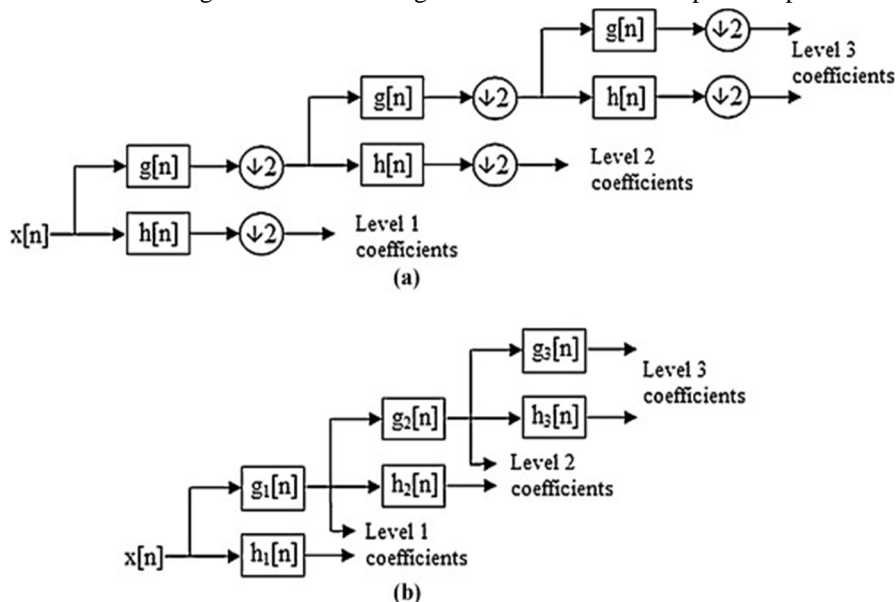 g[n] ↓2 Level 3
coefficients
g[n] ↓2 h[n] ↓2
g[n] ↓2 h[n] ↓2 Level 2
coefficients
x[n] h[n] ↓2 Level 1
coefficients
(a)
g₃[n] Level 3
coefficients
g₂[n] h₃[n]
g₁[n] h₂[n] Level 2
coefficients
x[n] h₁[n] Level 1
coefficients
(b)